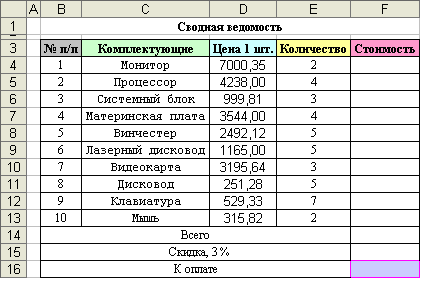 A B C D E F
1 Сводная ведомость
3 № п/п Комплектующие Цена 1 шт. Количество Стоимость
4 1 Монитор 7000,35 2
5 2 Процессор 4238,00 4
6 3 Системный блок 999,81 3
7 4 Материнская плата 3544,00 4
8 5 Винчестер 2492,12 5
9 6 Лазерный дисковод 1165,00 5
10 7 Видеокарта 3195,64 3
11 8 Дисковод 251,28 5
12 9 Клавиатура 529,33 7
13 10 Мышь 315,82 2
14 Всего
15 Скидка, 3%
16 К оплате